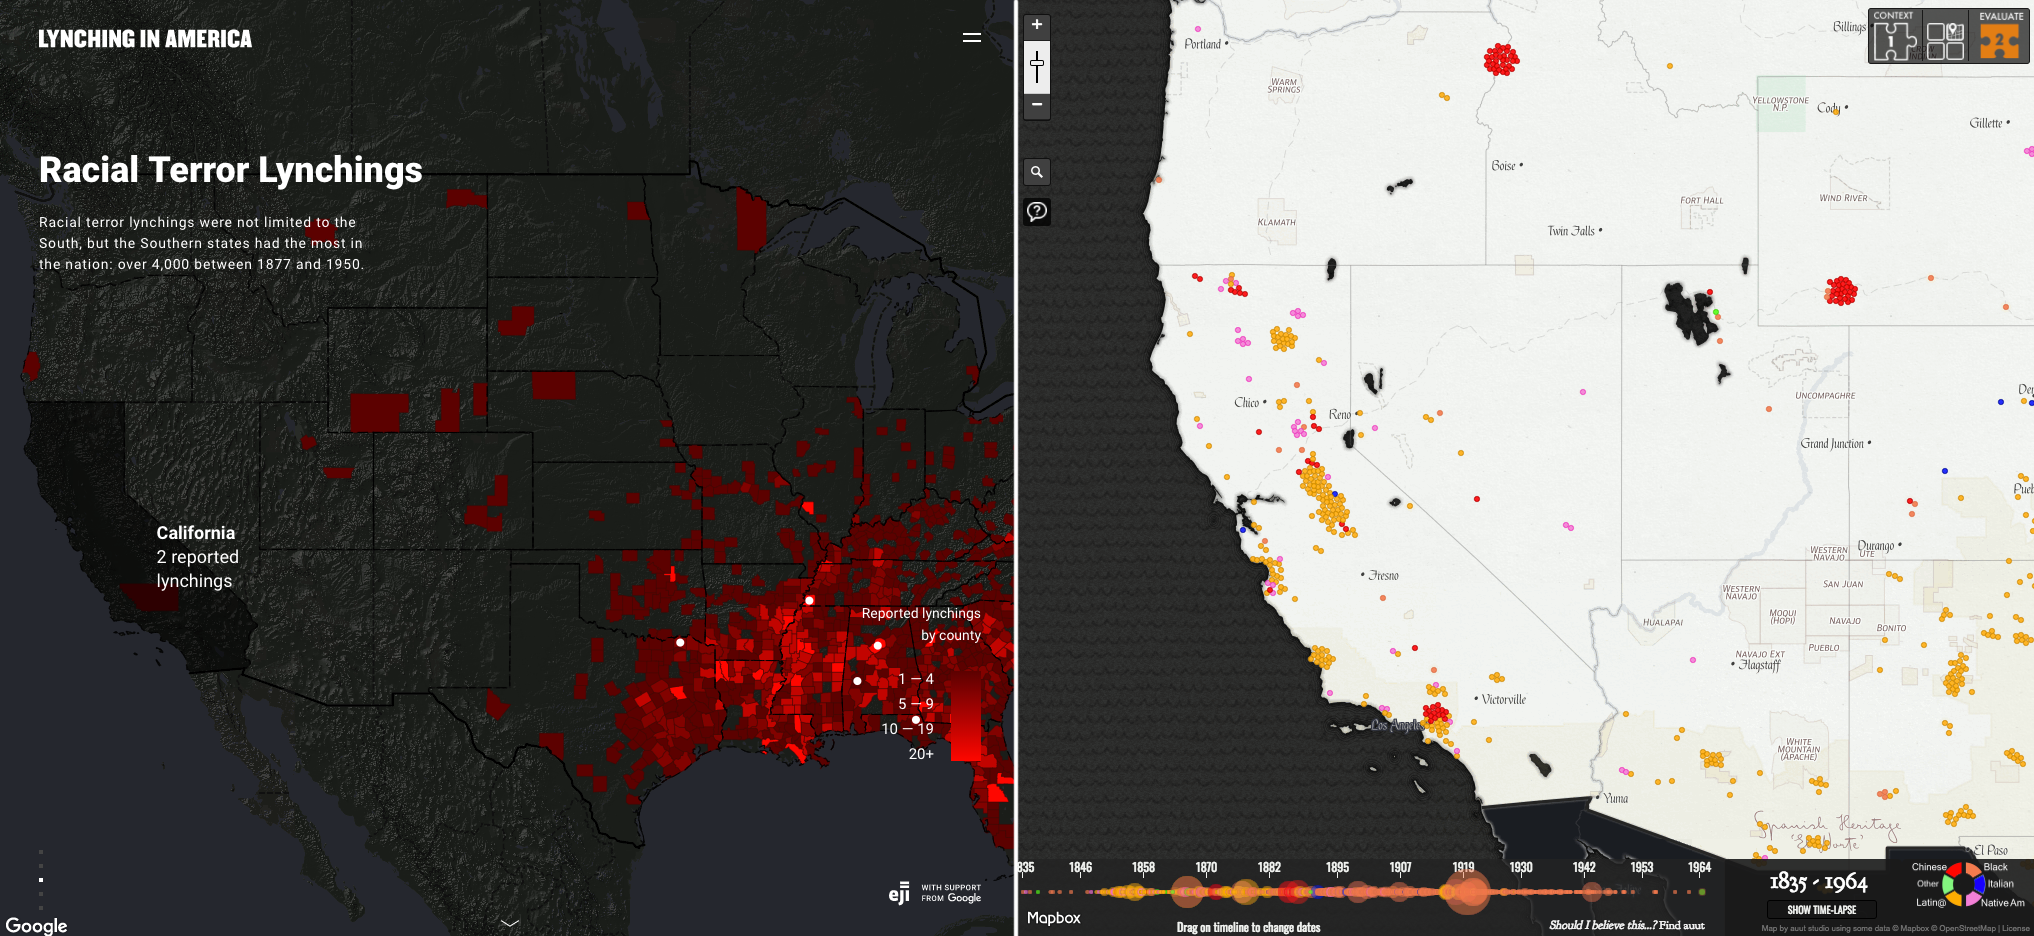 LYNCHING IN AMERICA
Racial Terror Lynchings
Racial terror lynchings were not limited to the
South, but the Southern states had the most in
the nation: over 4,000 between 1877 and 1950.
California
2 reported
lynchings
Reported lynchings
by county
1 — 4
5 — 9
10 — 19
20+
eji
WITH SUPPORT
FROM Google
Google
+
−
CONTEXT
1
EVALUATE
2
Portland
Billings
WARM
SPRINGS
YELLOWSTONE
N.P.
Cody
Gillette
Boise
KLAMATH
FORT HALL
WIND RIVER
Twin Falls
Chico
Reno
UNCOMPAGHRE
De
Grand Junction
Pueb
Fresno
WESTERN
NAVAJO
UTE
Durango
WESTERN
NAVAJO
SAN JUAN
HUALAPAI
MOQUI
(HOPI)
NAVAJO
BONITO
PUEBLO
NAVAJO EXT
Flagstaff
Victorville
Los Angeles
WHITE
MOUNTAIN
(APACHE)
Yuma
Spanish Heritage
El Paso
835
1846
1858
1870
1882
1895
1907
1919
1930
1942
1953
1964
Mapbox
Drag on timeline to change dates
Should I believe this...? Find auut
1835 - 1964
SHOW TIME-LAPSE
Chinese
Black
Other
Italian
Latin@
Native Am
Map by auut studio using some data © Mapbox © OpenStreetMap | License